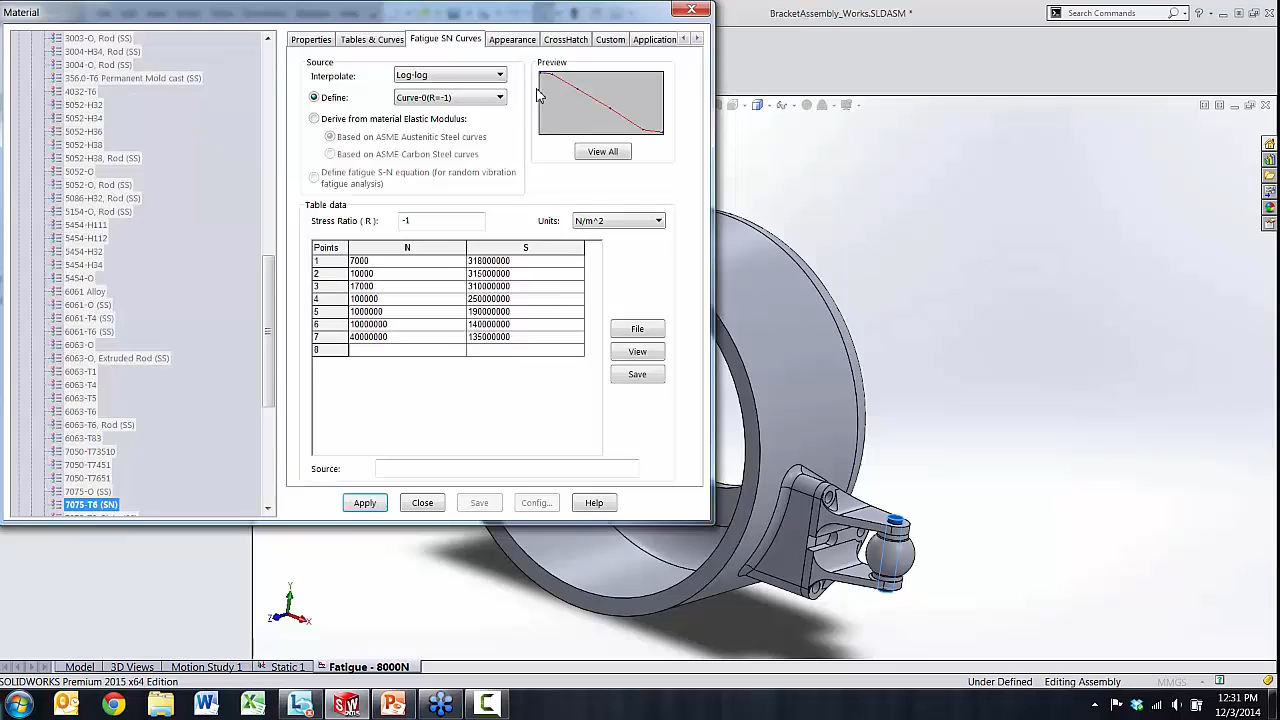 Material
BracketAssembly_Works.SLDASM *
Search Commands
3003-O, Rod (SS)
3004-H34, Rod (SS)
3004-O, Rod (SS)
356.0-T6 Permanent Mold cast (SS)
4032-T6
5052-H32
5052-H34
5052-H36
5052-H38
5052-H38, Rod (SS)
5052-O
5052-O, Rod (SS)
5086-H32, Rod (SS)
5154-O, Rod (SS)
5454-H111
5454-H112
5454-H32
5454-H34
5454-O
6061 Alloy
6061-O (SS)
6061-T4 (SS)
6061-T6 (SS)
6063-O
6063-O, Extruded Rod (SS)
6063-T1
6063-T4
6063-T5
6063-T6
6063-T6, Rod (SS)
6063-T83
7050-T73510
7050-T7451
7050-T7651
7075-O (SS)
7075-T6 (SN)
Properties Tables & Curves Fatigue SN Curves Appearance CrossHatch Custom Application
Source
Interpolate: Log-log
Define: Curve-0(R=-1)
Derive from material Elastic Modulus:
Based on ASME Austenitic Steel curves
Based on ASME Carbon Steel curves
Define fatigue S-N equation (for random vibration
fatigue analysis)
Preview
View All
Table data
Stress Ratio ( R ): -1 Units: N/m^2
Points N S
1 7000 318000000
2 10000 315000000
3 17000 310000000
4 100000 250000000
5 1000000 190000000
6 10000000 140000000
7 40000000 135000000
8
File
View
Save
Source:
Apply Close Save Config... Help
Y
Z
X
Model 3D Views Motion Study 1 Static 1 Fatigue - 8000N
SOLIDWORKS Premium 2015 x64 Edition Under Defined Editing Assembly MMGS
12:31 PM
12/3/2014